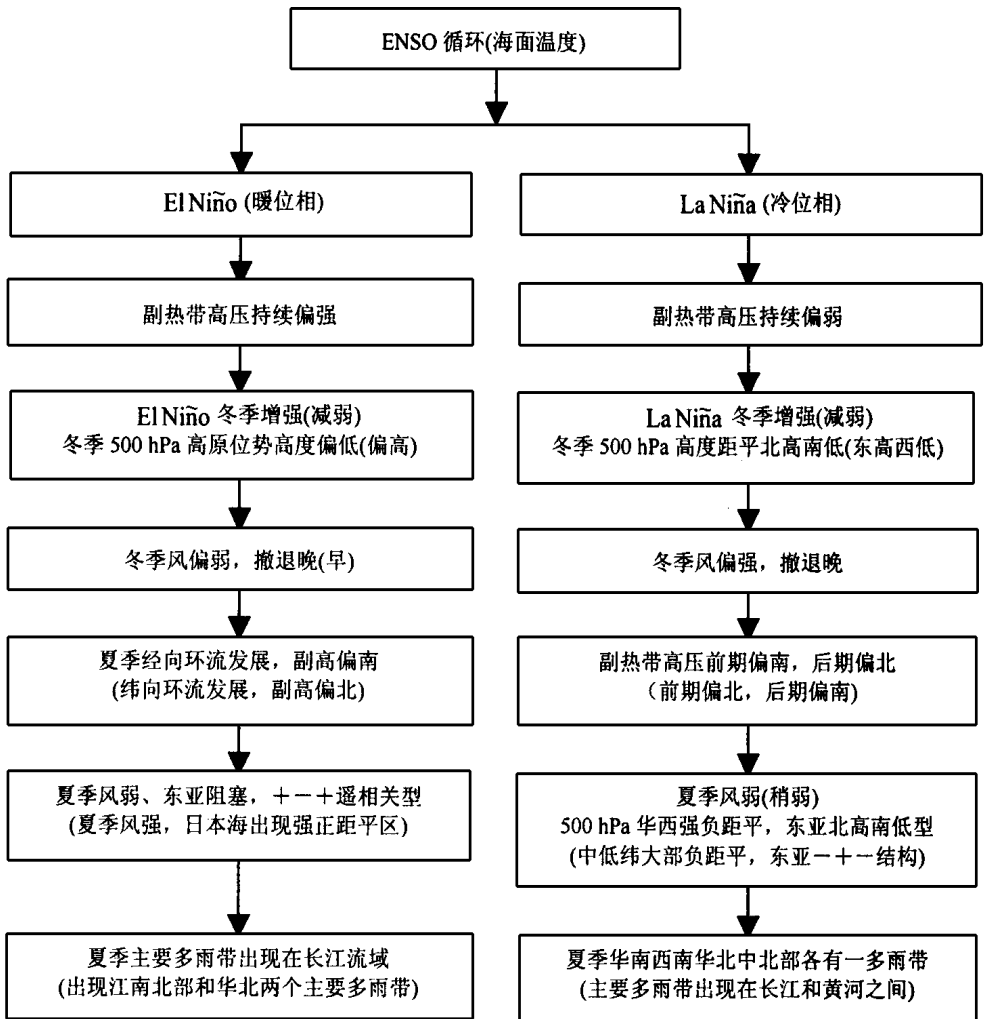 ENSO 循环(海面温度)
El Niño (暖位相)
副热带高压持续偏强
El Niño 冬季增强(减弱)
冬季 500 hPa 高原位势高度偏低(偏高)
冬季风偏弱，撤退晚(早)
夏季经向环流发展，副高偏南
(纬向环流发展，副高偏北)
夏季风弱、东亚阻塞，＋－＋遥相关型
(夏季风强，日本海出现强正距平区)
夏季主要多雨带出现在长江流域
(出现江南北部和华北两个主要多雨带)
La Niña (冷位相)
副热带高压持续偏弱
La Niña 冬季增强(减弱)
冬季 500 hPa 高度距平北高南低(东高西低)
冬季风偏强，撤退晚
副热带高压前期偏南，后期偏北
（前期偏北，后期偏南)
夏季风弱(稍弱)
500 hPa 华西强负距平，东亚北高南低型
(中低纬大部负距平，东亚－＋－结构)
夏季华南西南华北中北部各有一多雨带
(主要多雨带出现在长江和黄河之间)